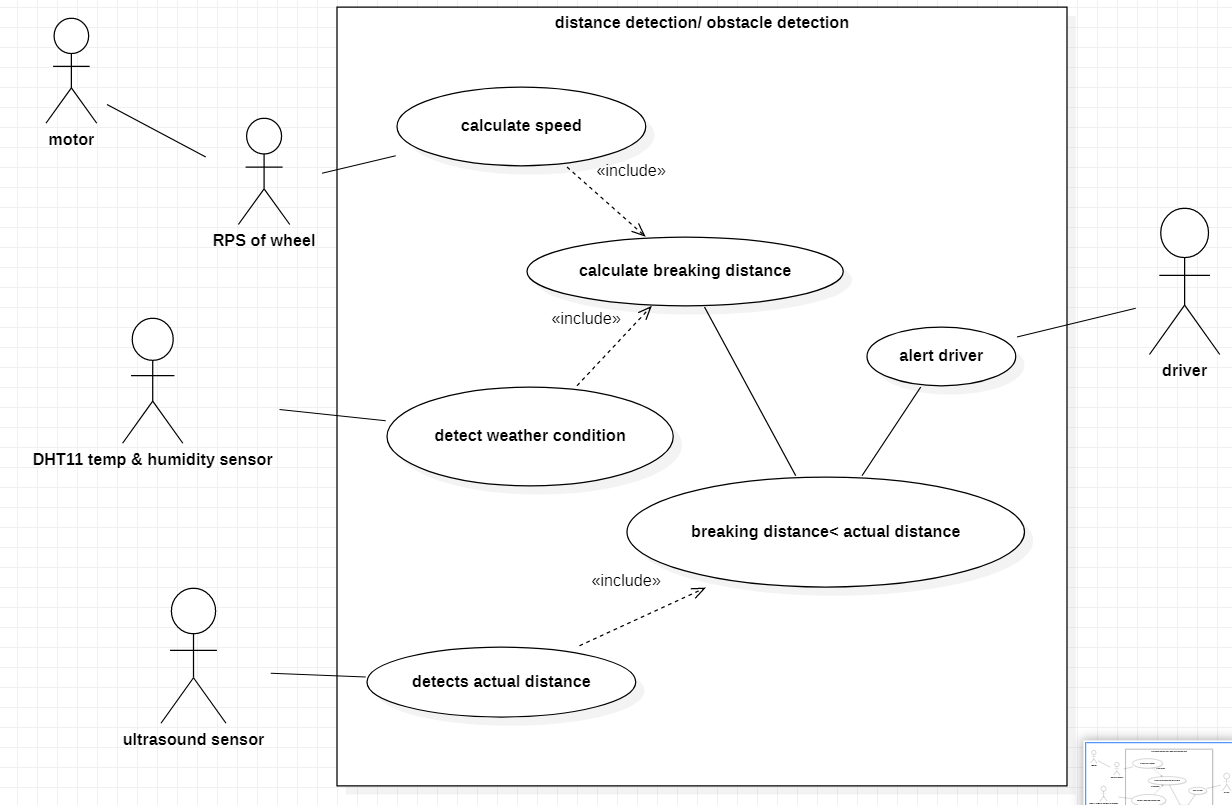 distance detection/ obstacle detection
motor
calculate speed
«include»
RPS of wheel
calculate breaking distance
«include»
alert driver
driver
detect weather condition
DHT11 temp & humidity sensor
breaking distance< actual distance
«include»
detects actual distance
ultrasound sensor